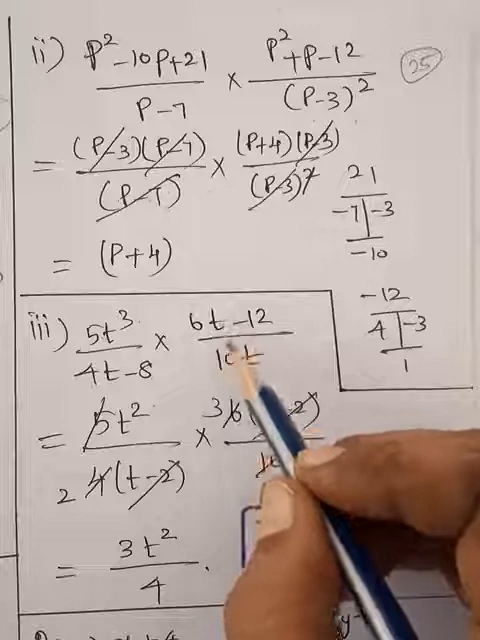 ii) P² -10P+21 / P-7 × P²+P-12 / (P-3)² 25
= (P-3)(P-7) / (P-7) × (P+4)(P-3) / (P-3)²
21
-7 | -3
-10
= (P+4)
-12
4 | -3
1
iii) 5t³ / 4t-8 × 6t-12 / 10t
= 5t² / 2 4(t-2) × 3 6( -2)
= 3t² / 4 .